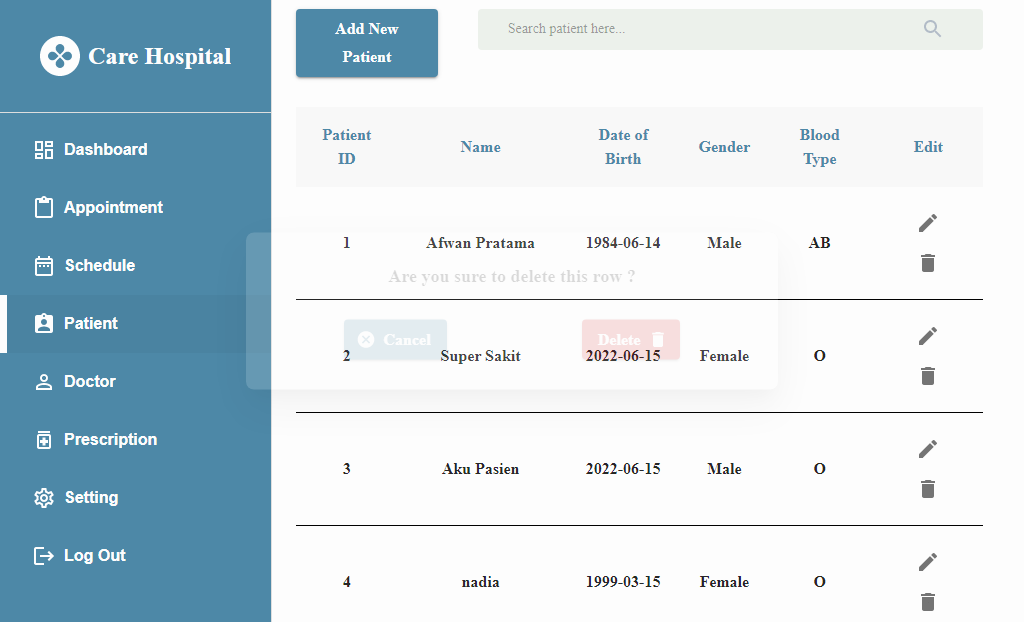 Care Hospital
Dashboard
Appointment
Schedule
Patient
Doctor
Prescription
Setting
Log Out
Add New
Patient
Search patient here...
Patient
ID
Name
Date of
Birth
Gender
Blood
Type
Edit
1 Afwan Pratama 1984-06-14 Male AB
Are you sure to delete this row ?
Cancel Delete
2 Super Sakit 2022-06-15 Female O
3 Aku Pasien 2022-06-15 Male O
4 nadia 1999-03-15 Female O